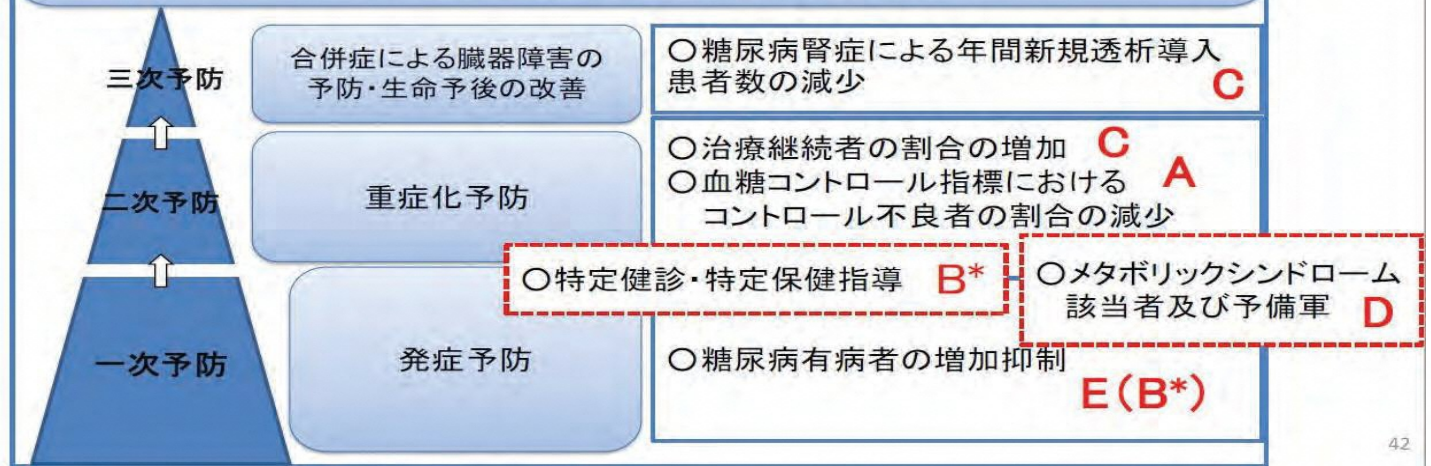 三次予防
合併症による臓器障害の
予防・生命予後の改善
〇糖尿病腎症による年間新規透析導入
患者数の減少 C
二次予防
重症化予防
〇治療継続者の割合の増加 C
〇血糖コントロール指標における A
コントロール不良者の割合の減少
〇特定健診・特定保健指導 B*
〇メタボリックシンドローム
該当者及び予備軍 D
一次予防
発症予防
〇糖尿病有病者の増加抑制
E(B*)
42